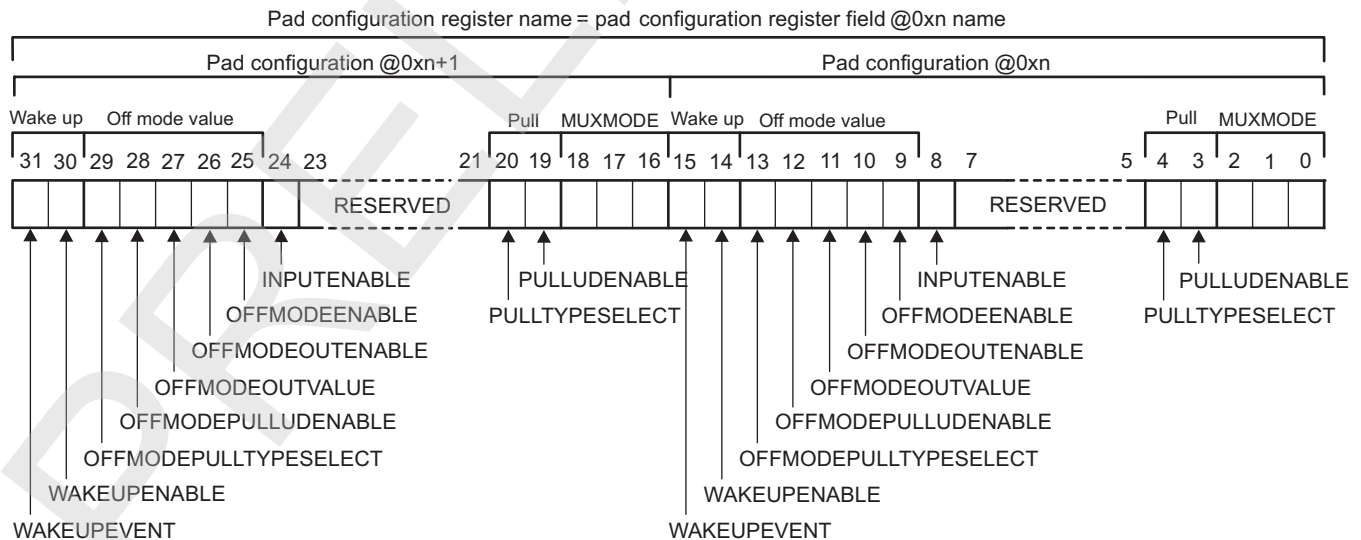 Pad configuration register name = pad configuration register field @0xn name
Pad configuration @0xn+1 Pad configuration @0xn
Wake up Off mode value Pull MUXMODE Wake up Off mode value Pull MUXMODE
31 30 29 28 27 26 25 24 23 21 20 19 18 17 16 15 14 13 12 11 10 9 8 7 5 4 3 2 1 0
RESERVED RESERVED
INPUTENABLE PULLUDENABLE INPUTENABLE PULLUDENABLE
OFFMODEENABLE PULLTYPESELECT OFFMODEENABLE PULLTYPESELECT
OFFMODEOUTENABLE OFFMODEOUTENABLE
OFFMODEOUTVALUE OFFMODEOUTVALUE
OFFMODEPULLUDENABLE OFFMODEPULLUDENABLE
OFFMODEPULLTYPESELECT OFFMODEPULLTYPESELECT
WAKEUPENABLE WAKEUPENABLE
WAKEUPEVENT WAKEUPEVENT